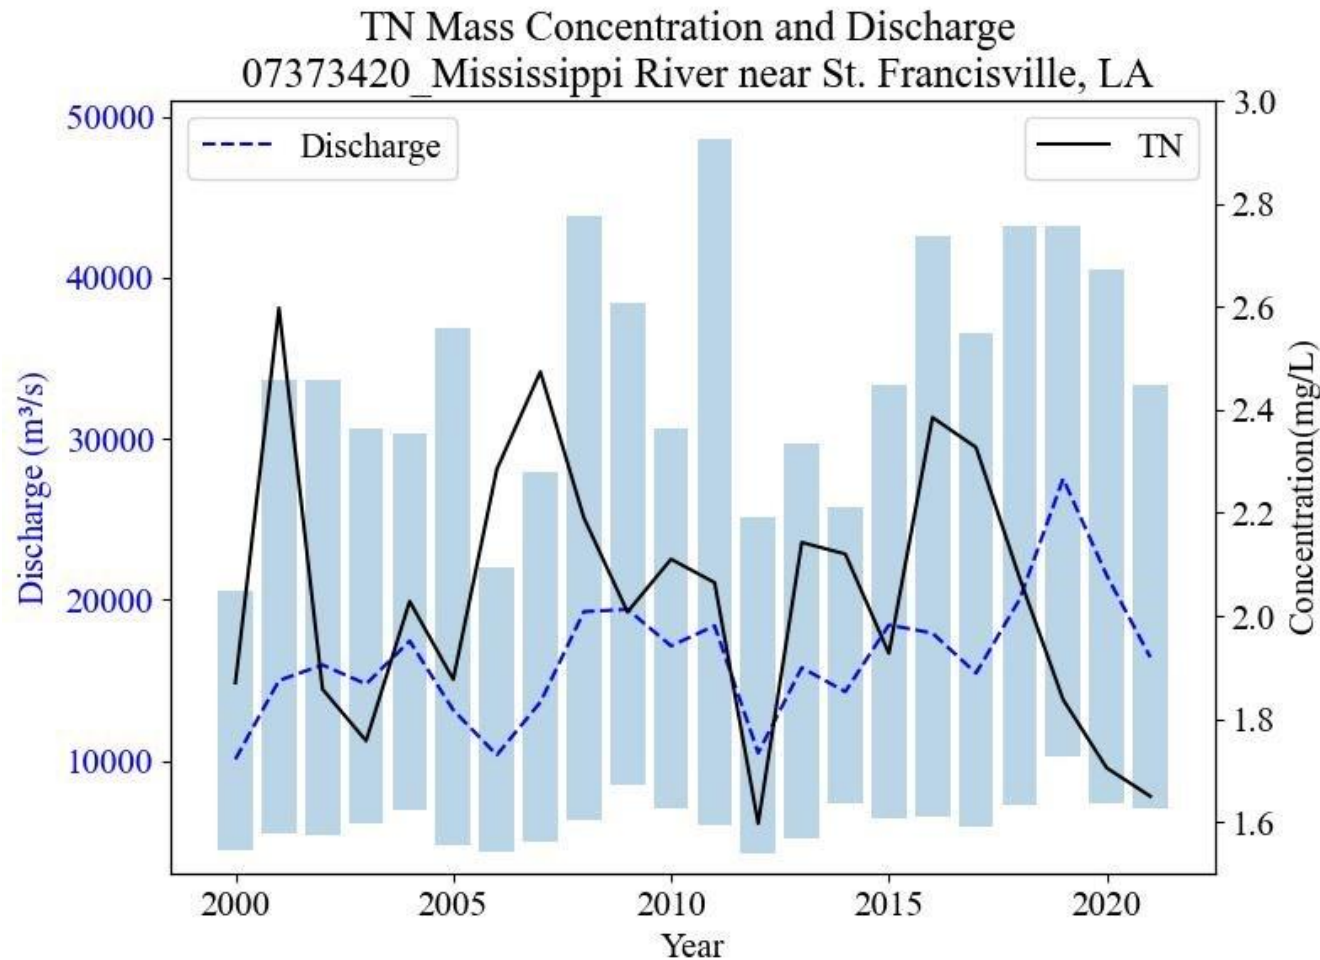 TN Mass Concentration and Discharge
07373420_Mississippi River near St. Francisville, LA
Discharge
TN
50000
40000
30000
20000
10000
Discharge (m³/s)
3.0
2.8
2.6
2.4
2.2
2.0
1.8
1.6
Concentration(mg/L)
2000 2005 2010 2015 2020
Year